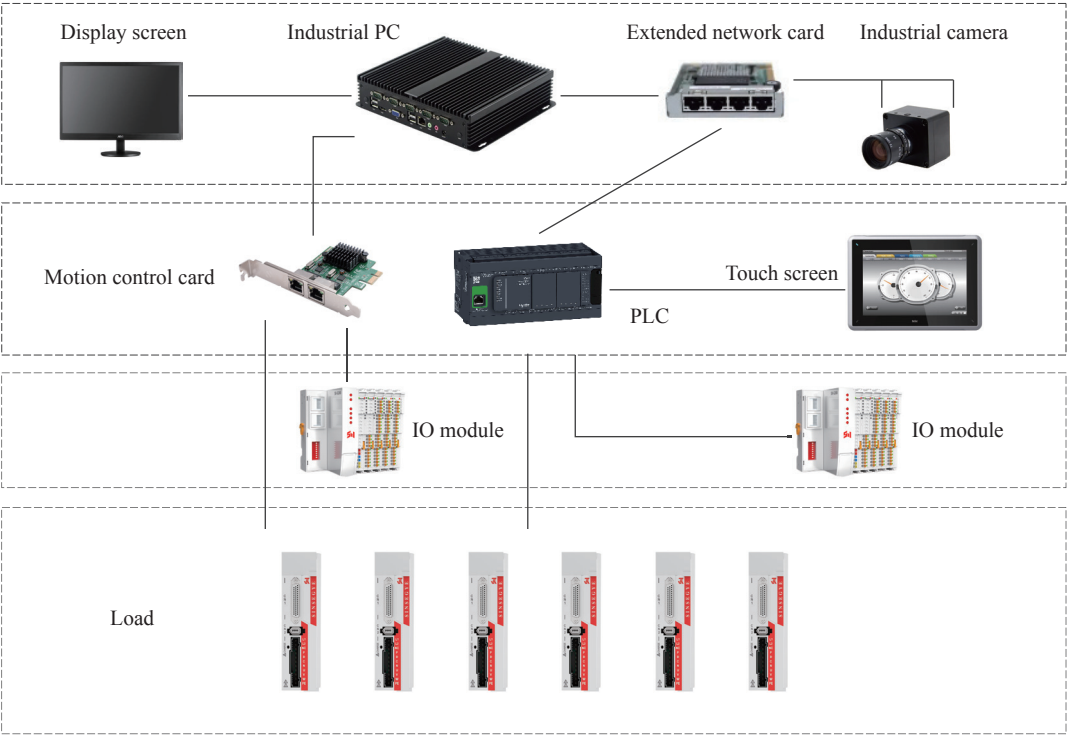 Display screen
Industrial PC
Extended network card
Industrial camera
Motion control card
Touch screen
PLC
IO module
IO module
Load